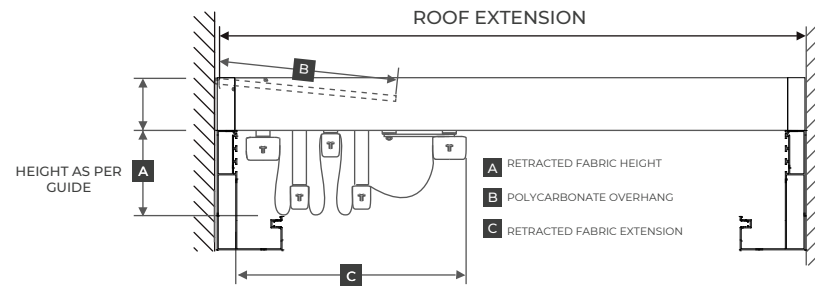 ROOF EXTENSION
B
HEIGHT AS PER
GUIDE
A
A RETRACTED FABRIC HEIGHT
B POLYCARBONATE OVERHANG
C RETRACTED FABRIC EXTENSION
C